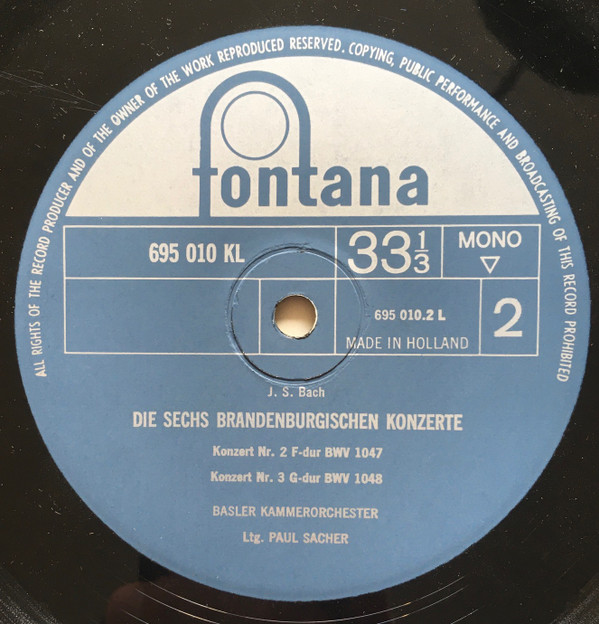 ALL RIGHTS OF THE RECORD PRODUCER AND OF THE OWNER OF THE WORK REPRODUCED RESERVED. COPYING, PUBLIC PERFORMANCE AND BROADCASTING OF THIS RECORD PROHIBITED
fontana
695 010 KL
33 1/3
MONO
695 010.2 L
MADE IN HOLLAND
2
J. S. Bach
DIE SECHS BRANDENBURGISCHEN KONZERTE
Konzert Nr. 2 F-dur BWV 1047
Konzert Nr. 3 G-dur BWV 1048
BASLER KAMMERORCHESTER
Ltg. PAUL SACHER